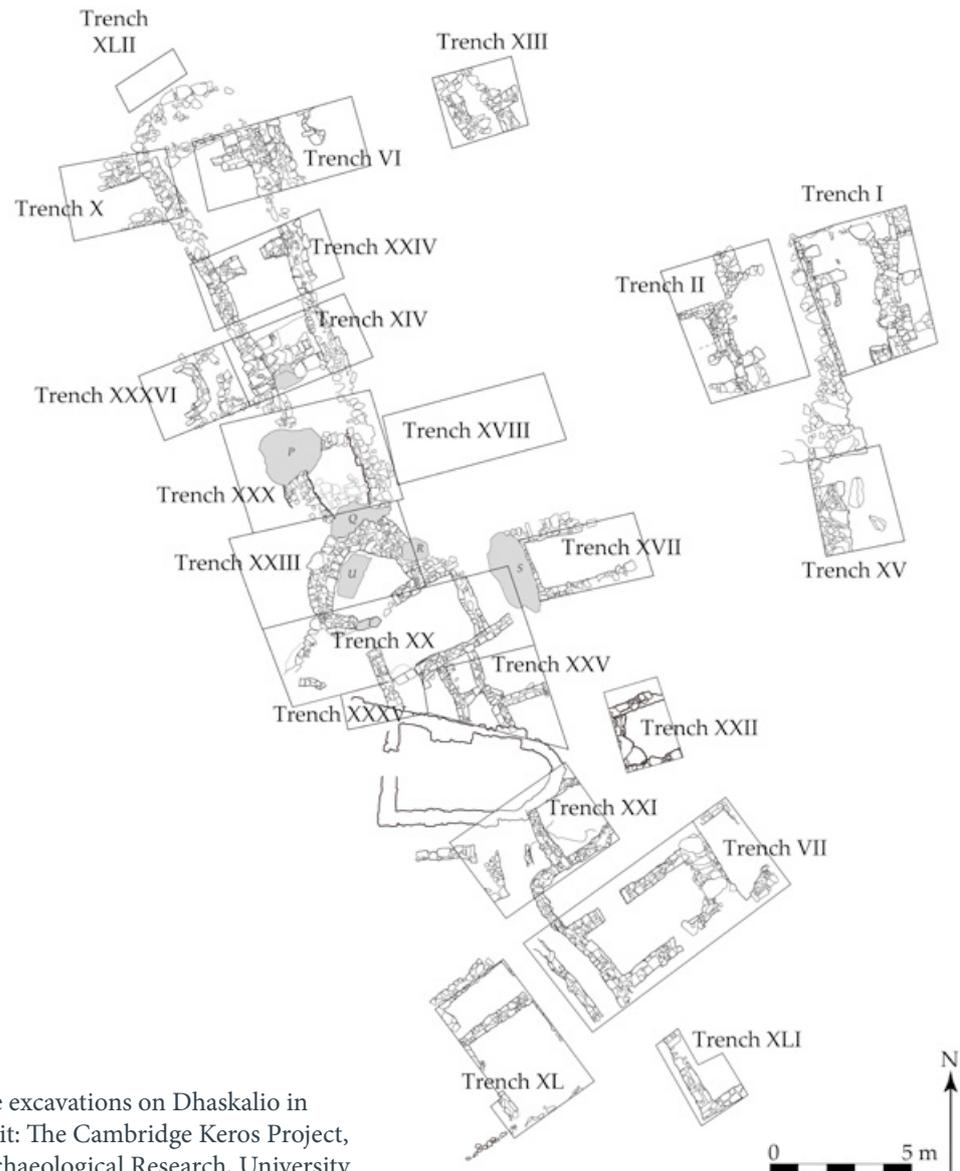 Trench
XLII
Trench XIII
Trench VI
Trench X
Trench I
Trench XXIV
Trench II
Trench XIV
Trench XXXVI
Trench XVIII
P
Trench XXX
Q
Trench XVII
Trench XXIII
R
S
U
Trench XV
Trench XX
Trench XXV
Trench XXXV
Trench XXII
Trench XXI
Trench VII
Trench XLI
N
Trench XL
0 5 m
e excavations on Dhaskalio in
it: The Cambridge Keros Project,
chaeological Research, University